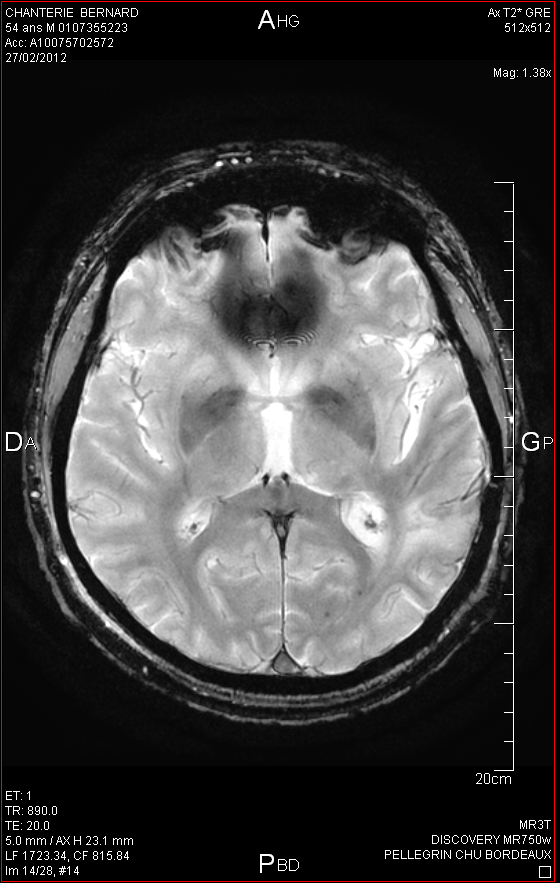 CHANTERIE BERNARD
54 ans M 0107355223
Acc: A10075702572
27/02/2012
AHG
Ax T2* GRE
512x512
Mag: 1.38x
DA
GP
20cm
ET: 1
TR: 890.0
TE: 20.0
5.0 mm / AX H 23.1 mm
LF 1723.34, CF 815.84
Im 14/28, #14
PBD
MR3T
DISCOVERY MR750w
PELLEGRIN CHU BORDEAUX